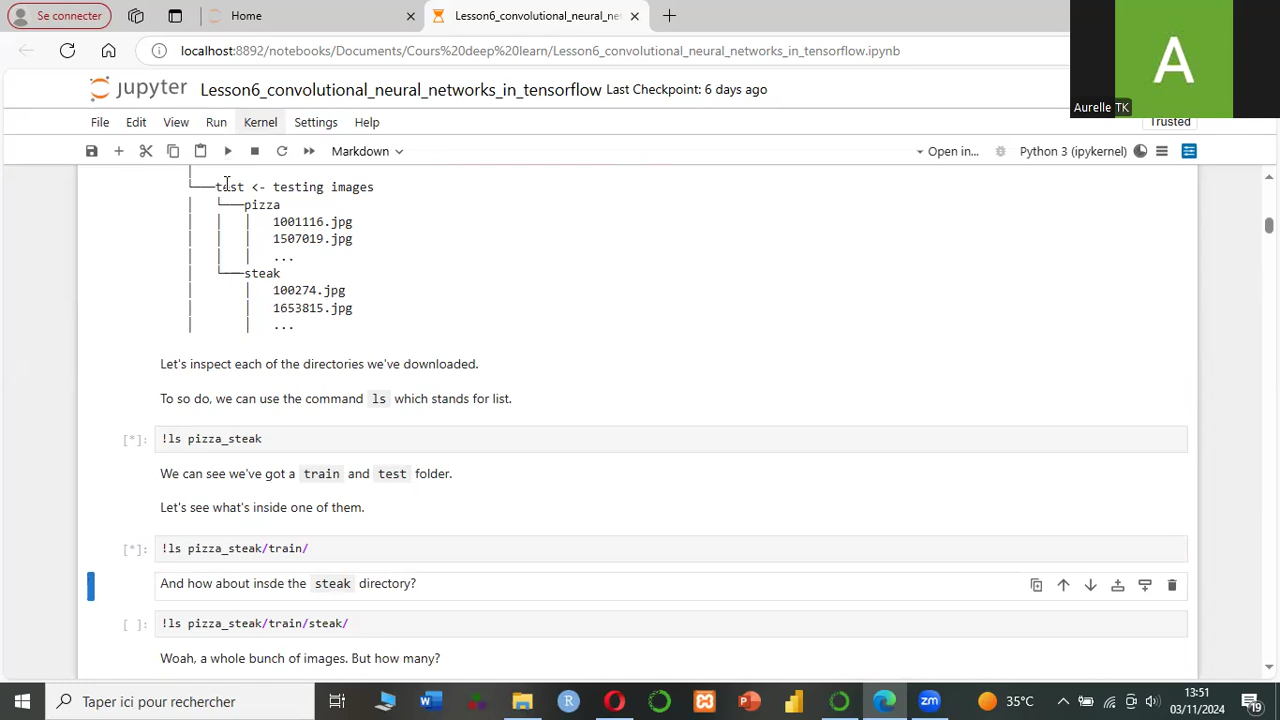 Se connecter
Home
Lesson6_convolutional_neural_ne
localhost:8892/notebooks/Documents/Cours%20deep%20learn/Lesson6_convolutional_neural_networks_in_tensorflow.ipynb
A
Aurelle TK
jupyter Lesson6_convolutional_neural_networks_in_tensorflow Last Checkpoint: 6 days ago
File Edit View Run Kernel Settings Help
Trusted
Markdown
Open in...
Python 3 (ipykernel)
test <- testing images
pizza
1001116.jpg
1507019.jpg
...
steak
100274.jpg
1653815.jpg
...
Let's inspect each of the directories we've downloaded.
To so do, we can use the command ls which stands for list.
[*]: !ls pizza_steak
We can see we've got a train and test folder.
Let's see what's inside one of them.
[*]: !ls pizza_steak/train/
And how about insde the steak directory?
[ ]: !ls pizza_steak/train/steak/
Woah, a whole bunch of images. But how many?
Taper ici pour rechercher
35°C
13:51
03/11/2024
19